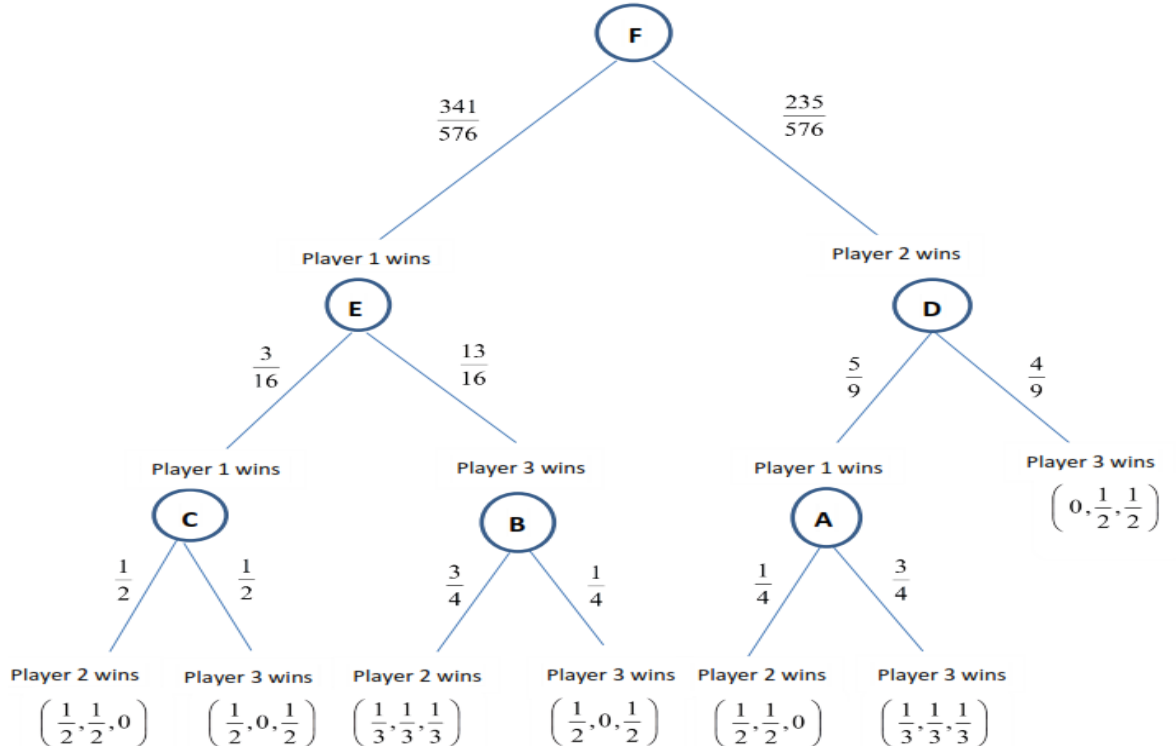 F
341/576
235/576
Player 1 wins
Player 2 wins
E
D
3/16
13/16
5/9
4/9
Player 1 wins
Player 3 wins
Player 1 wins
Player 3 wins
(0, 1/2, 1/2)
C
B
A
1/2
1/2
3/4
1/4
1/4
3/4
Player 2 wins
Player 3 wins
Player 2 wins
Player 3 wins
Player 2 wins
Player 3 wins
(1/2, 1/2, 0)
(1/2, 0, 1/2)
(1/3, 1/3, 1/3)
(1/2, 0, 1/2)
(1/2, 1/2, 0)
(1/3, 1/3, 1/3)